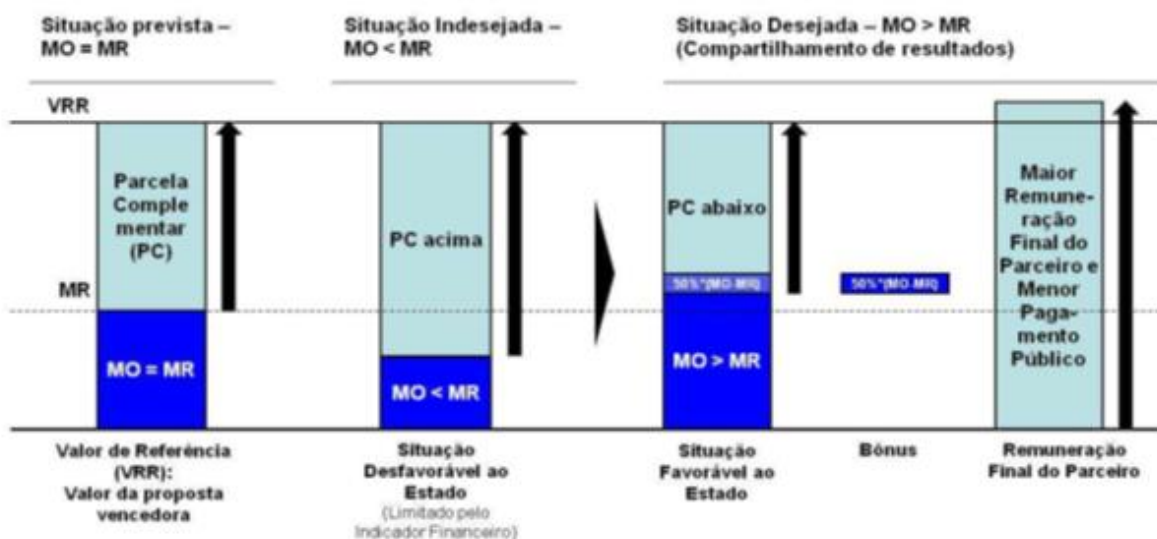 Situação prevista –
MO = MR
Situação Indesejada –
MO < MR
Situação Desejada – MO > MR
(Compartilhamento de resultados)
VRR
Parcela
Comple
mentar
(PC)
MR
MO = MR
PC acima
MO < MR
PC abaixo
50%*(MO-MR)
MO > MR
50%*(MO-MR)
Maior
Remune-
ração
Final do
Parceiro e
Menor
Paga-
mento
Público
Valor de Referência
(VRR):
Valor da proposta
vencedora
Situação
Desfavorável ao
Estado
(Limitado pelo
Indicador Financeiro)
Situação
Favorável ao
Estado
Bônus
Remuneração
Final do Parceiro